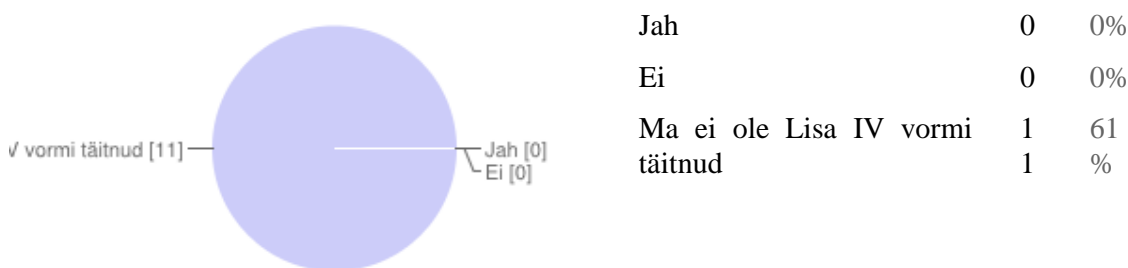 V vormi täitnud [11]
Jah [0]
Ei [0]
Jah 0 0%
Ei 0 0%
Ma ei ole Lisa IV vormi 1 61
täitnud 1 %